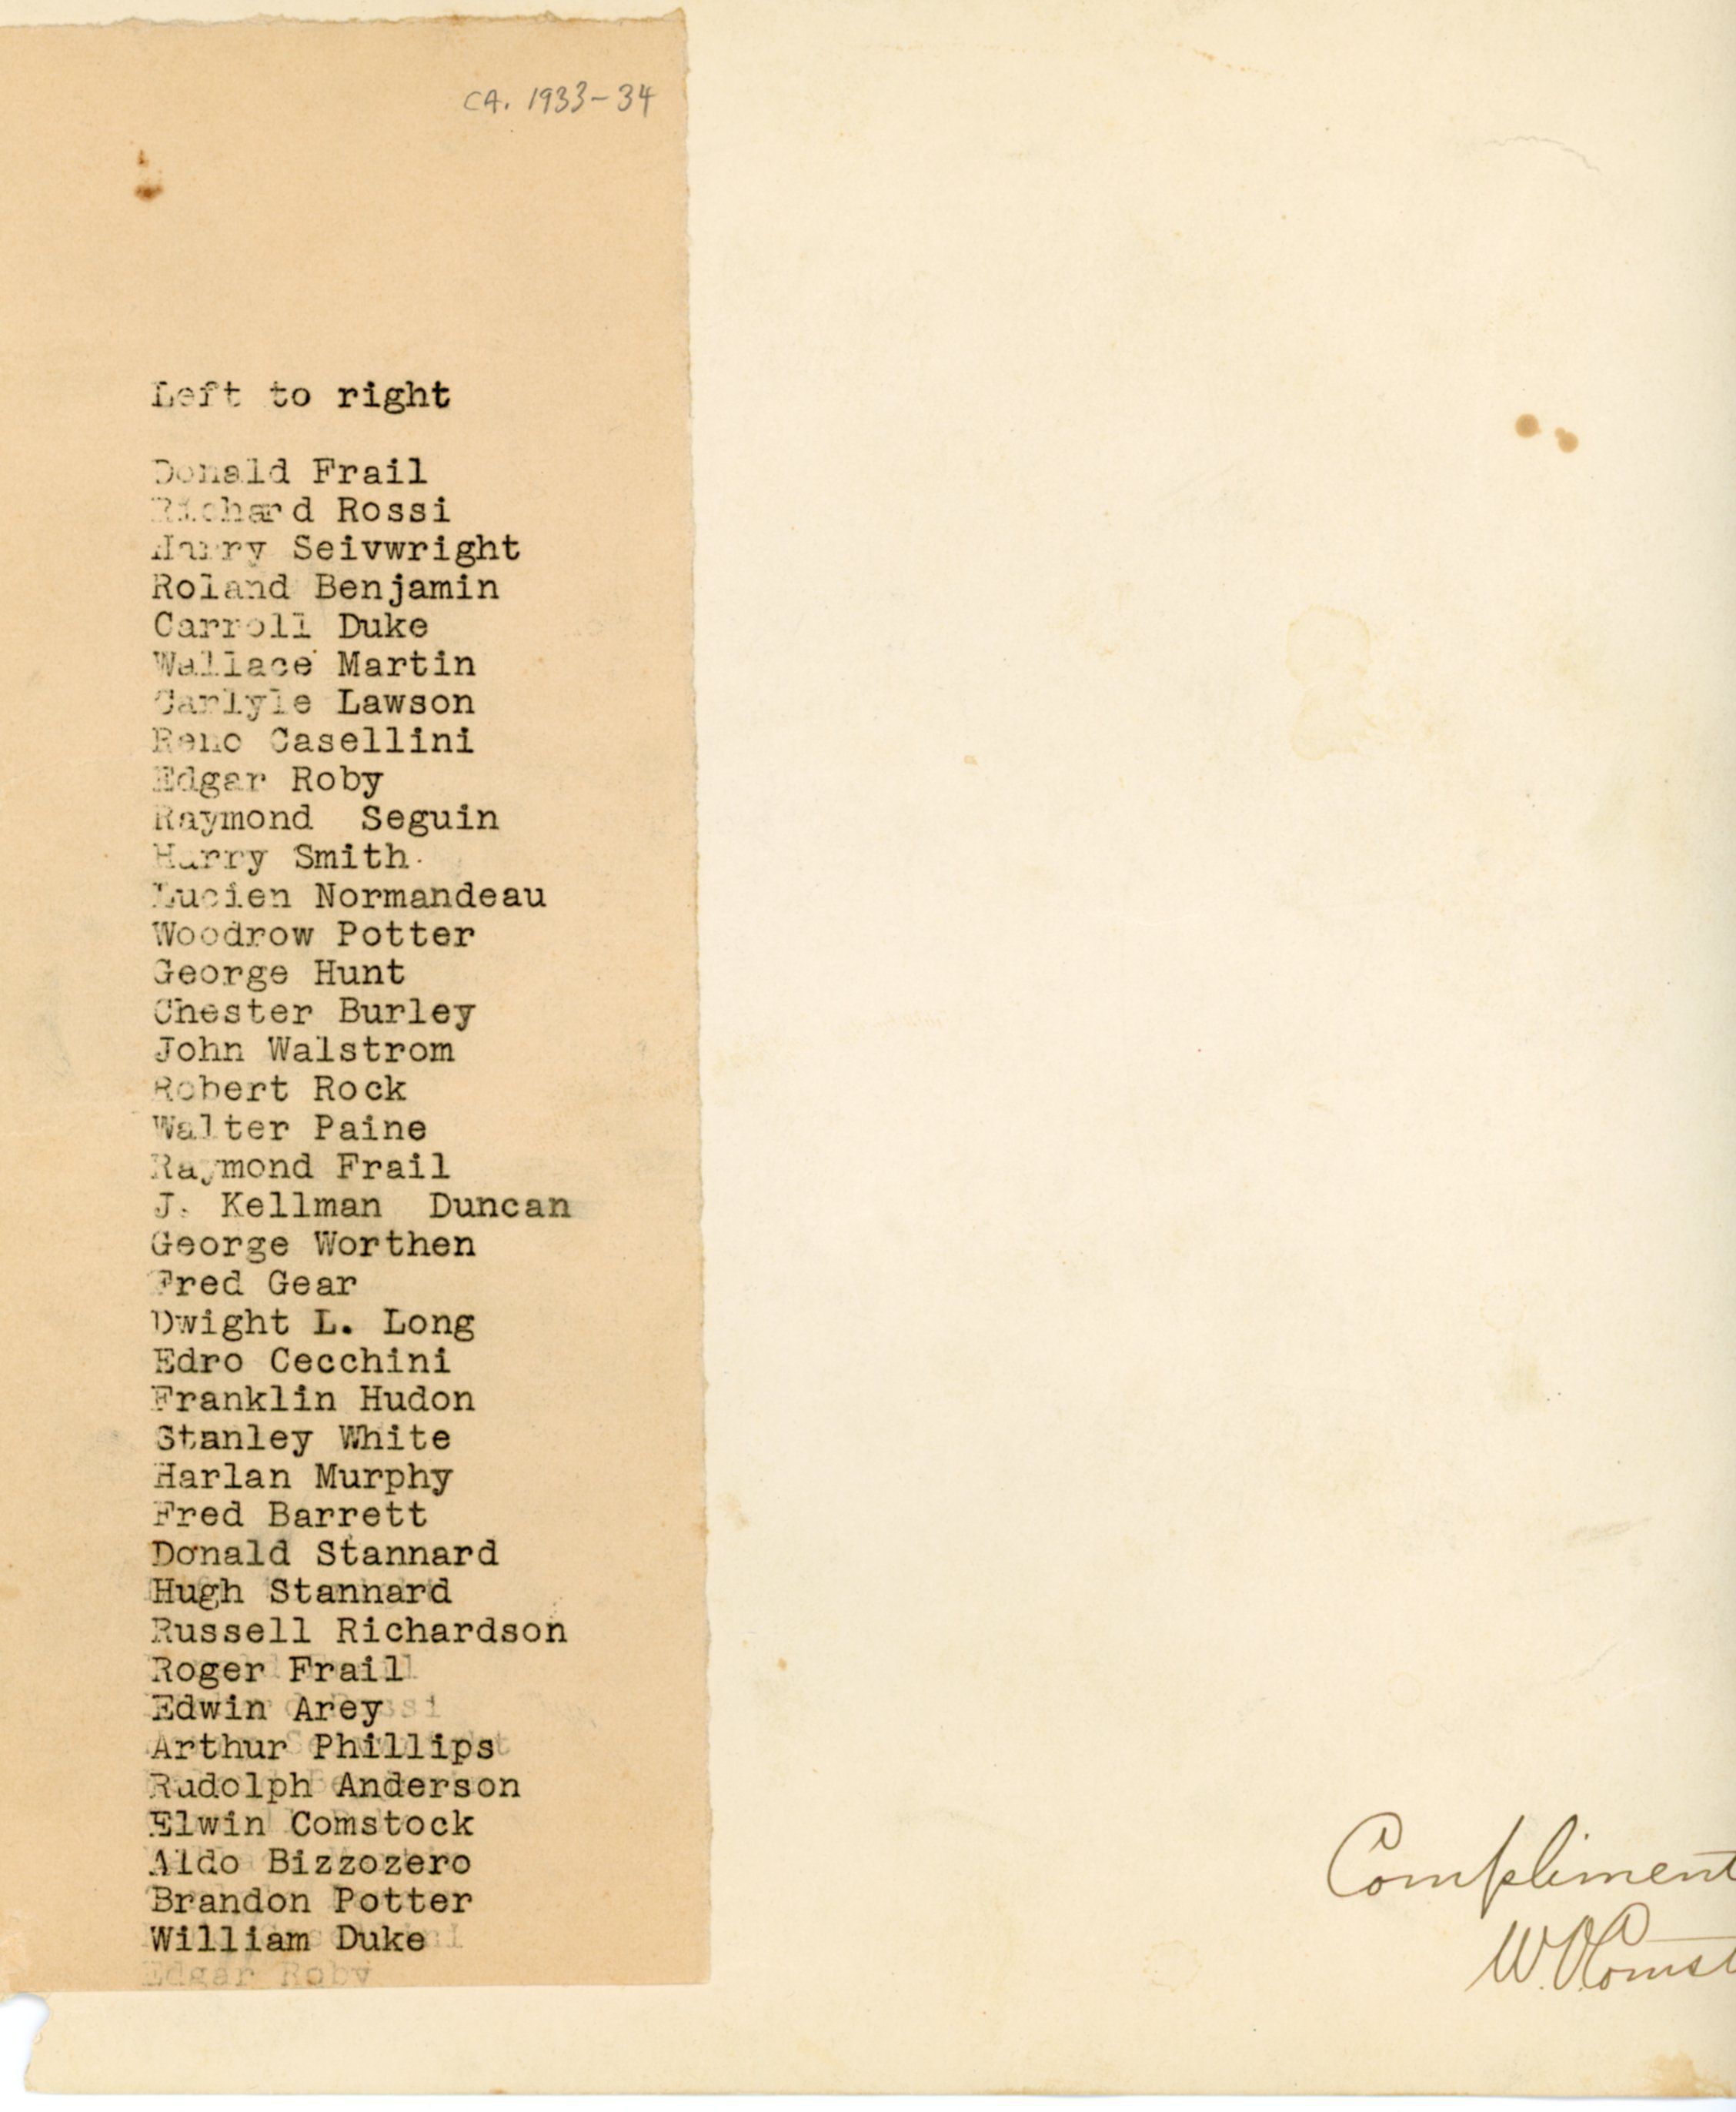 CA. 1933-34
Left to right
Donald Frail
Richard Rossi
Harry Seivwright
Roland Benjamin
Carroll Duke
Wallace Martin
Carlyle Lawson
Reno Casellini
Edgar Roby
Raymond Seguin
Harry Smith
Lucien Normandeau
Woodrow Potter
George Hunt
Chester Burley
John Walstrom
Robert Rock
Walter Paine
Raymond Frail
J. Kellman Duncan
George Worthen
Fred Gear
Dwight L. Long
Edro Cecchini
Franklin Hudon
Stanley White
Harlan Murphy
Fred Barrett
Donald Stannard
Hugh Stannard
Russell Richardson
Roger Frail
Edwin Arey
Arthur Phillips
Rudolph Anderson
Elwin Comstock
Aldo Bizzozero
Brandon Potter
William Duke
Edgar Roby
Compliment
W.O.Comst